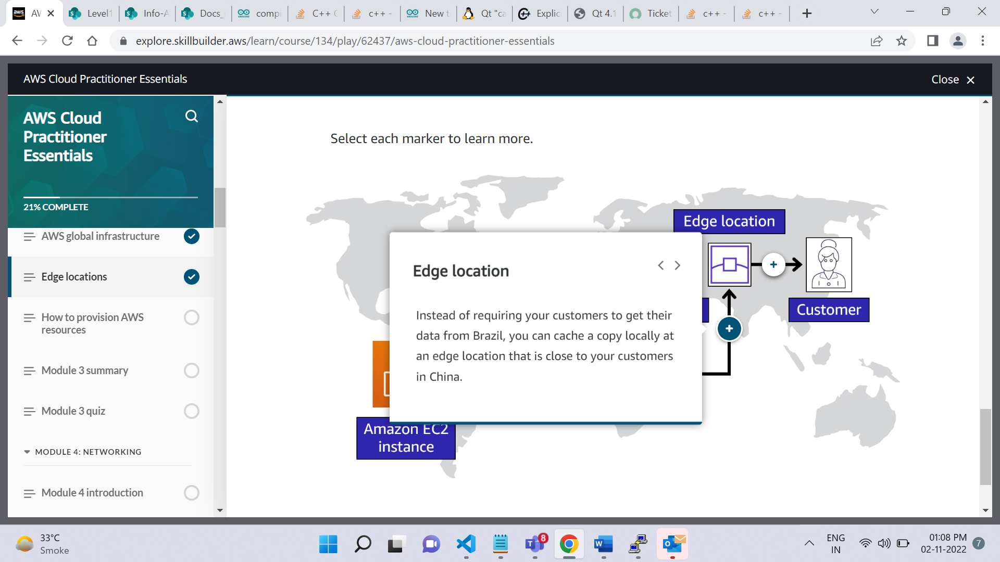 aws
AV
Level1
Info-A
Docs_
compi
C++ (
c++ -
New t
Qt "ca
Explic
Qt 4.1
Ticket
c++ -
c++ -
explore.skillbuilder.aws/learn/course/134/play/62437/aws-cloud-practitioner-essentials
AWS Cloud Practitioner Essentials
Close
AWS Cloud
Practitioner
Essentials
21% COMPLETE
AWS global infrastructure
Edge locations
How to provision AWS
resources
Module 3 summary
Module 3 quiz
MODULE 4: NETWORKING
Module 4 introduction
Select each marker to learn more.
Edge location
Customer
Edge location
Instead of requiring your customers to get their
data from Brazil, you can cache a copy locally at
an edge location that is close to your customers
in China.
Amazon EC2
instance
33°C
Smoke
8
ENG
IN
01:08 PM
02-11-2022
7